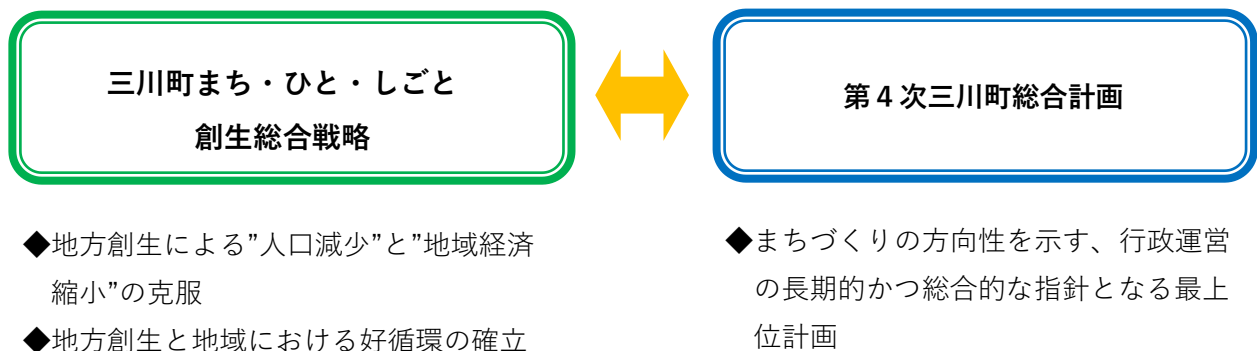 三川町まち・ひと・しごと
創生総合戦略
第４次三川町総合計画
◆地方創生による”人口減少”と”地域経済
縮小”の克服
◆地方創生と地域における好循環の確立
◆まちづくりの方向性を示す、行政運営
の長期的かつ総合的な指針となる最上
位計画